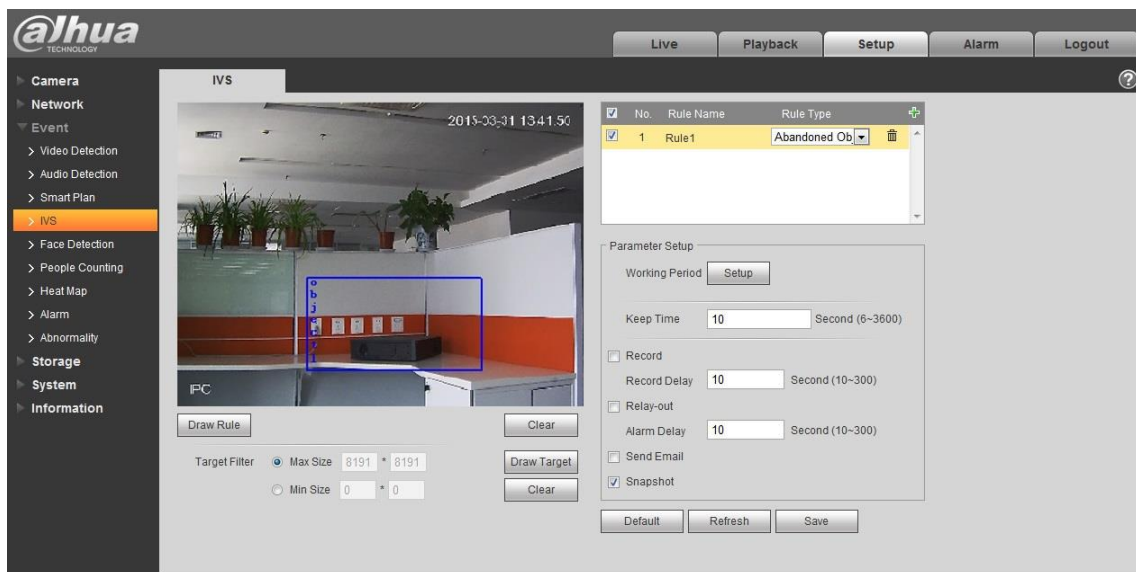 alhua
TECHNOLOGY
Live
Playback
Setup
Alarm
Logout
Camera
Network
Event
Video Detection
Audio Detection
Smart Plan
IVS
Face Detection
People Counting
Heat Map
Alarm
Abnormality
Storage
System
Information
IVS
2015-03-31 13:41:50
object1
IPC
Draw Rule
Clear
Target Filter
Max Size 8191 * 8191
Draw Target
Min Size 0 * 0
Clear
No. Rule Name Rule Type
1 Rule1 Abandoned Ob
Parameter Setup
Working Period Setup
Keep Time 10 Second (6~3600)
Record
Record Delay 10 Second (10~300)
Relay-out
Alarm Delay 10 Second (10~300)
Send Email
Snapshot
Default
Refresh
Save